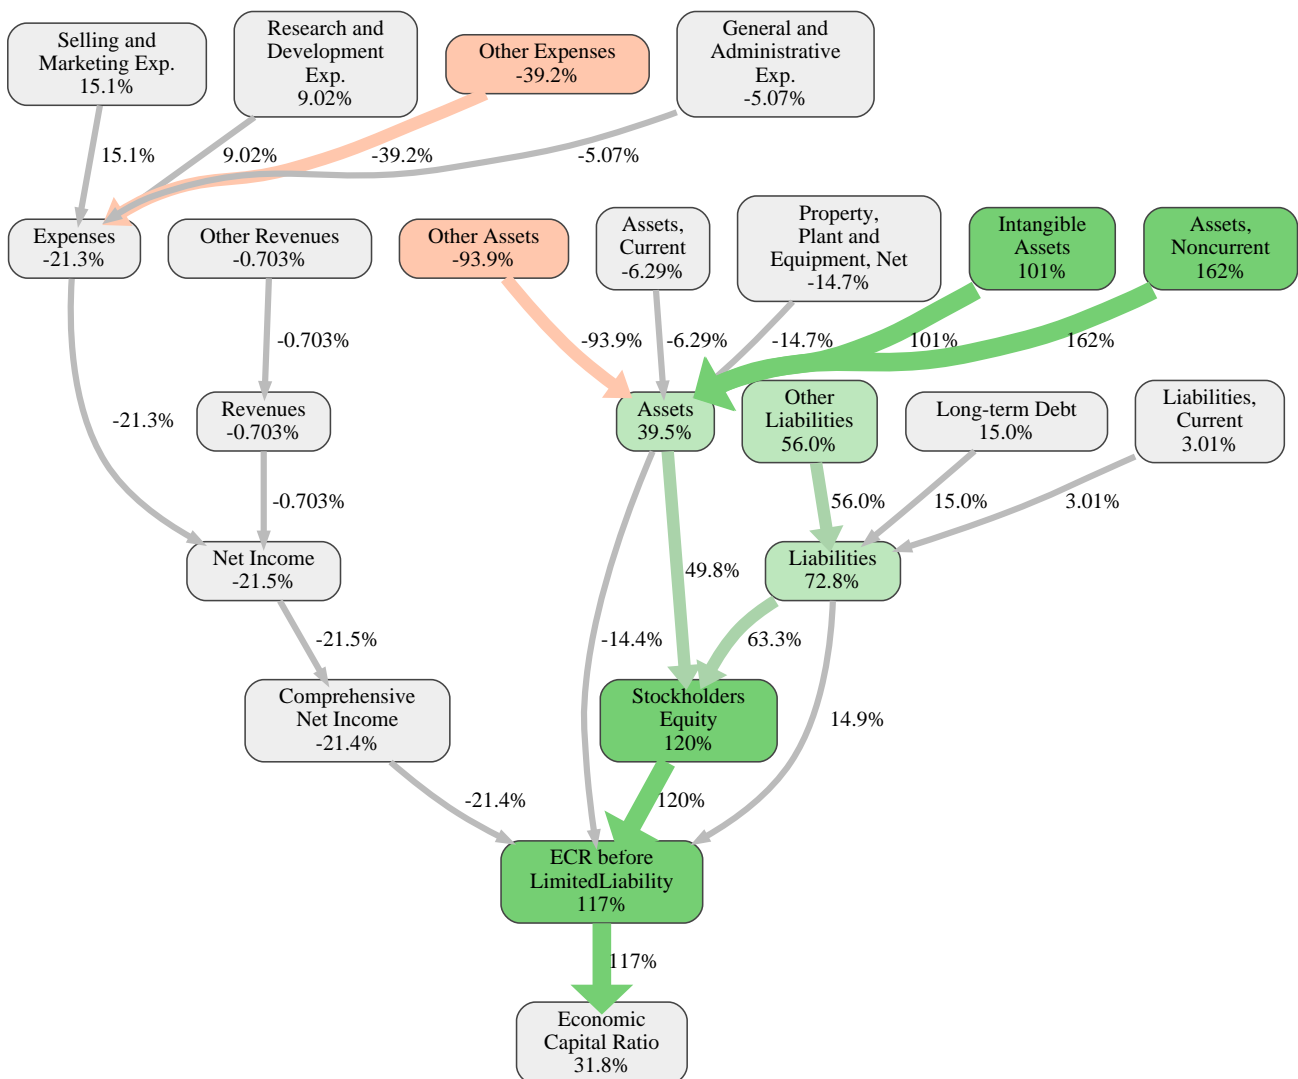 Selling and
Marketing Exp.
15.1%
Research and
Development
Exp.
9.02%
Other Expenses
-39.2%
General and
Administrative
Exp.
-5.07%
15.1%
9.02%
-39.2%
-5.07%
Expenses
-21.3%
Other Revenues
-0.703%
Other Assets
-93.9%
Assets,
Current
-6.29%
Property,
Plant and
Equipment, Net
-14.7%
Intangible
Assets
101%
Assets,
Noncurrent
162%
-0.703%
-93.9%
-6.29%
-14.7%
101%
162%
-21.3%
Revenues
-0.703%
Assets
39.5%
Other
Liabilities
56.0%
Long-term Debt
15.0%
Liabilities,
Current
3.01%
-0.703%
56.0%
15.0%
3.01%
Net Income
-21.5%
49.8%
Liabilities
72.8%
-21.5%
-14.4%
63.3%
Comprehensive
Net Income
-21.4%
Stockholders
Equity
120%
14.9%
-21.4%
120%
ECR before
LimitedLiability
117%
117%
Economic
Capital Ratio
31.8%